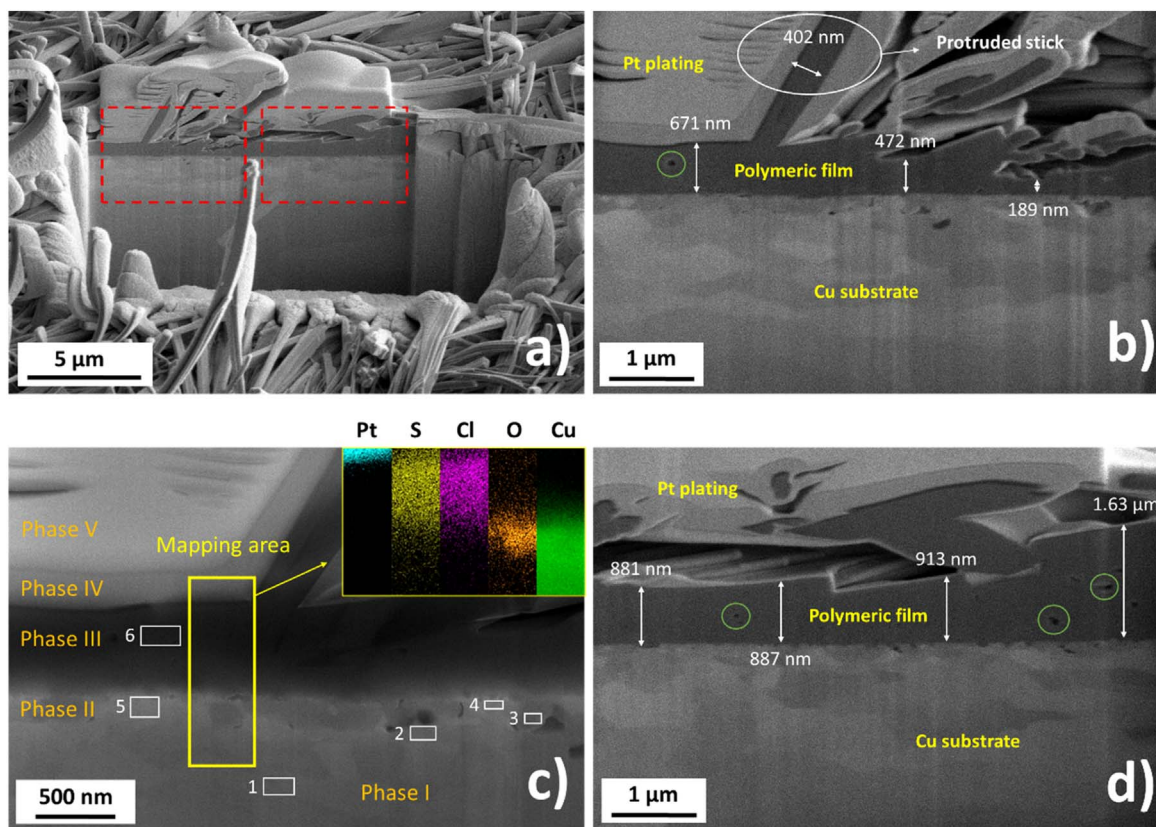 5 μm
a)
402 nm
Protruded stick
Pt plating
671 nm
472 nm
Polymeric film
189 nm
Cu substrate
1 μm
b)
Pt S Cl O Cu
Phase V
Mapping area
Phase IV
Phase III
6
Phase II
5
4
3
2
1
Phase I
500 nm
c)
Pt plating
1.63 μm
881 nm
913 nm
Polymeric film
887 nm
Cu substrate
1 μm
d)